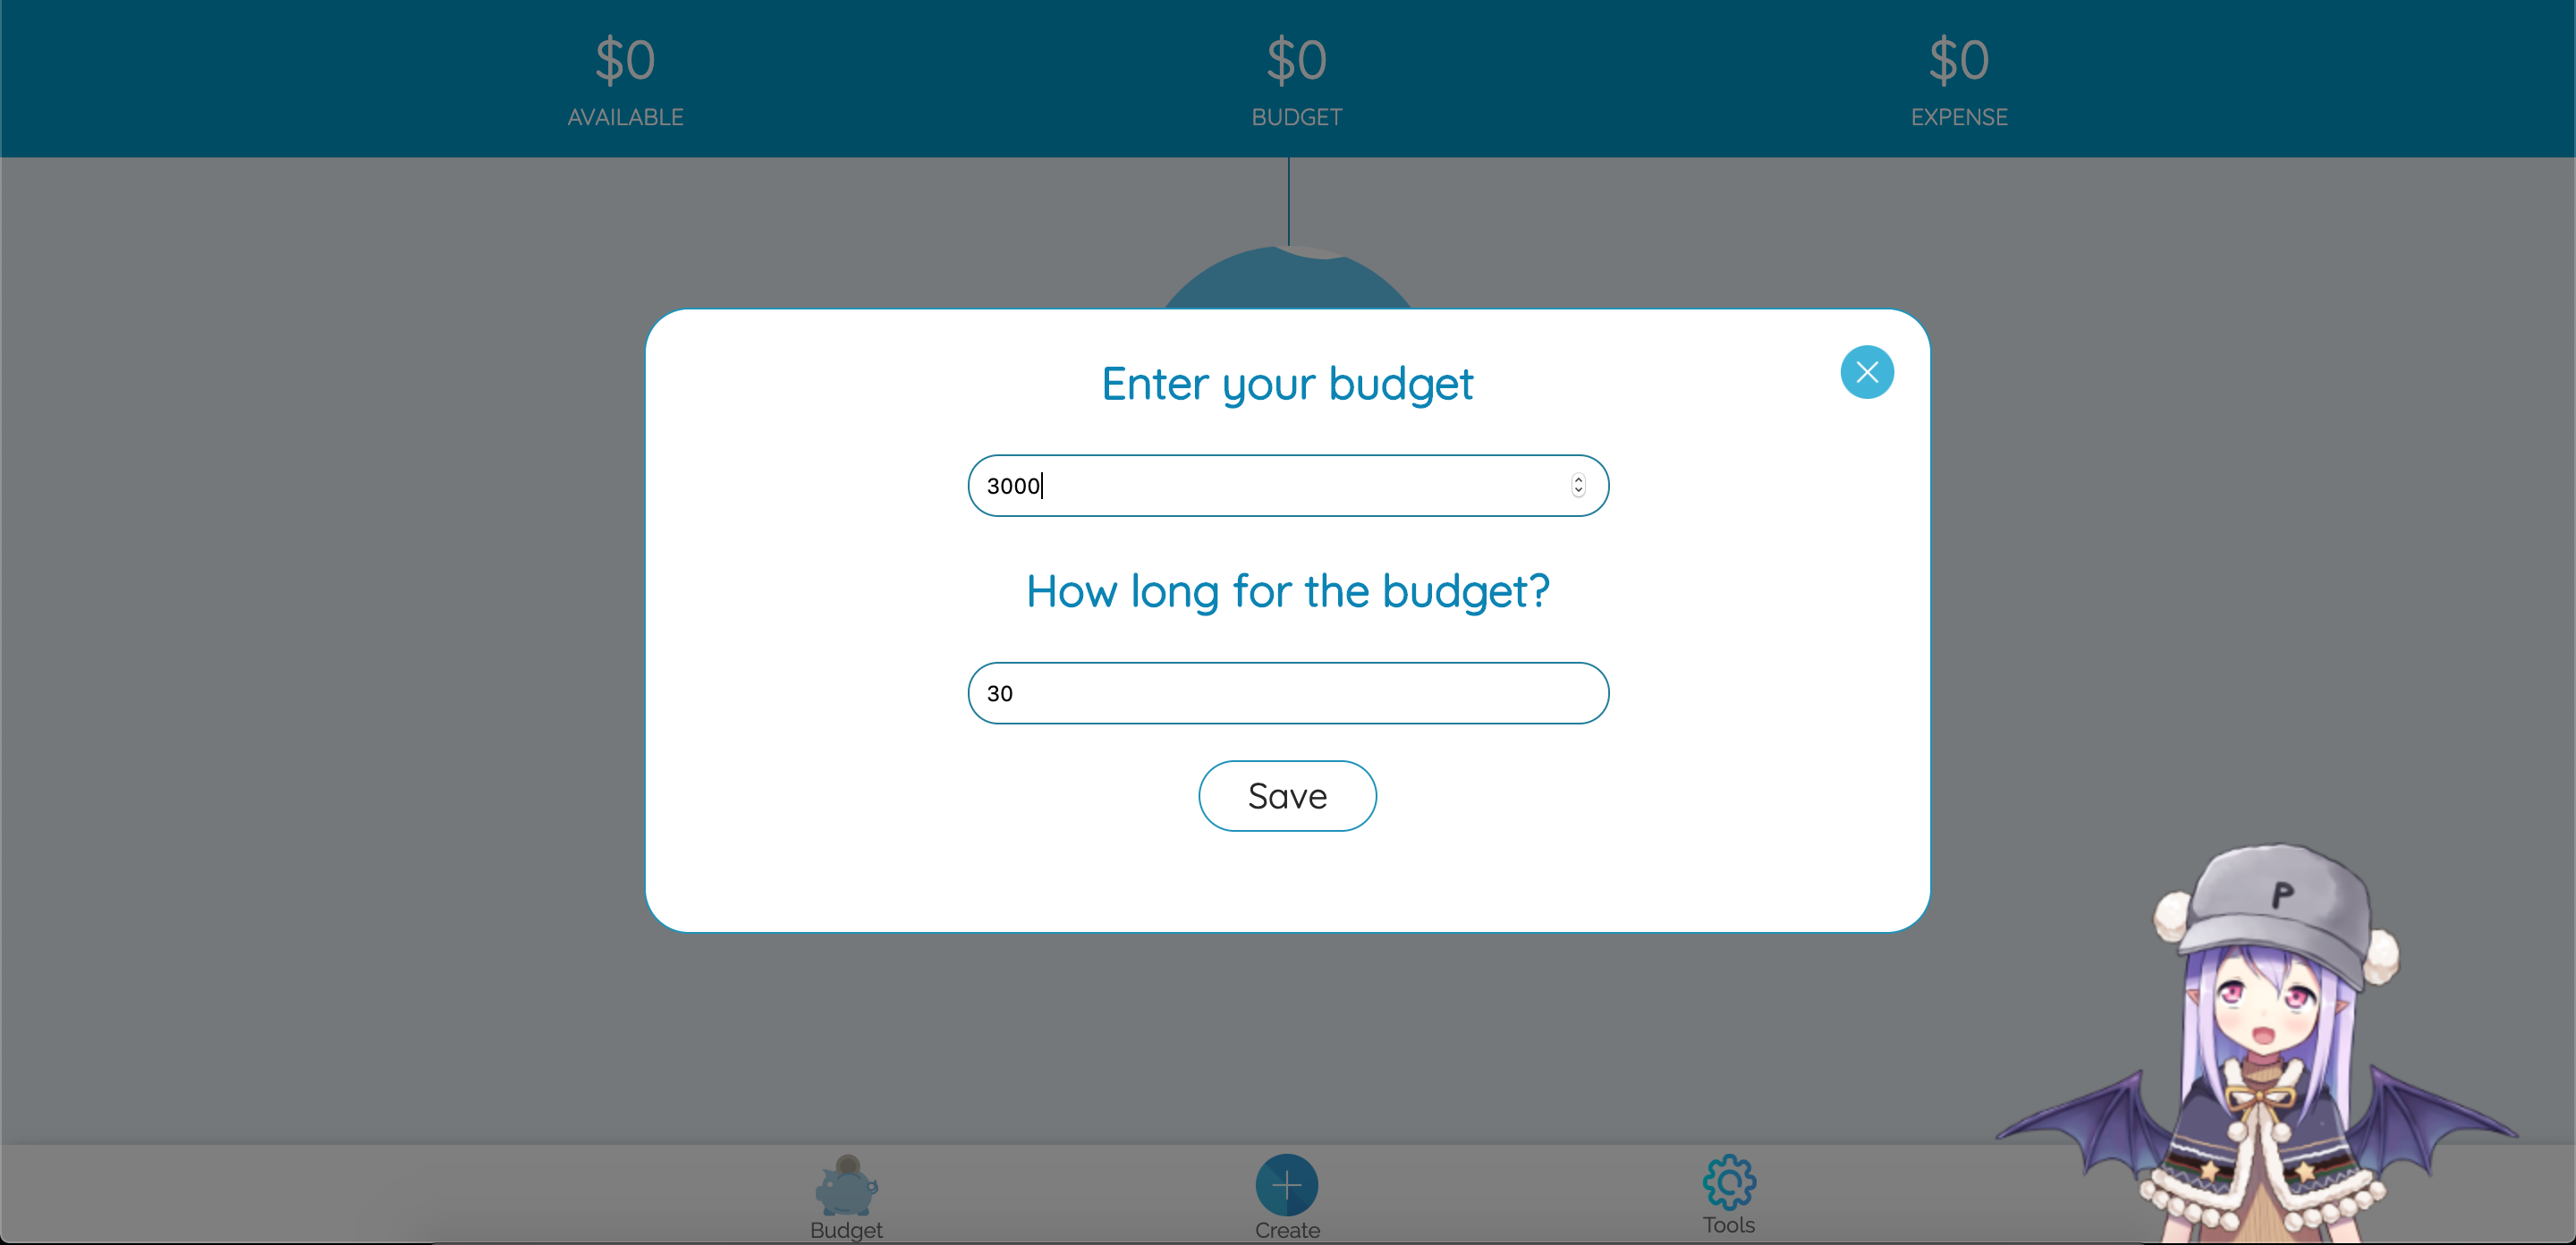 $0
AVAILABLE
$0
BUDGET
$0
EXPENSE
Enter your budget
3000
How long for the budget?
30
Save
P
Budget
Create
Tools